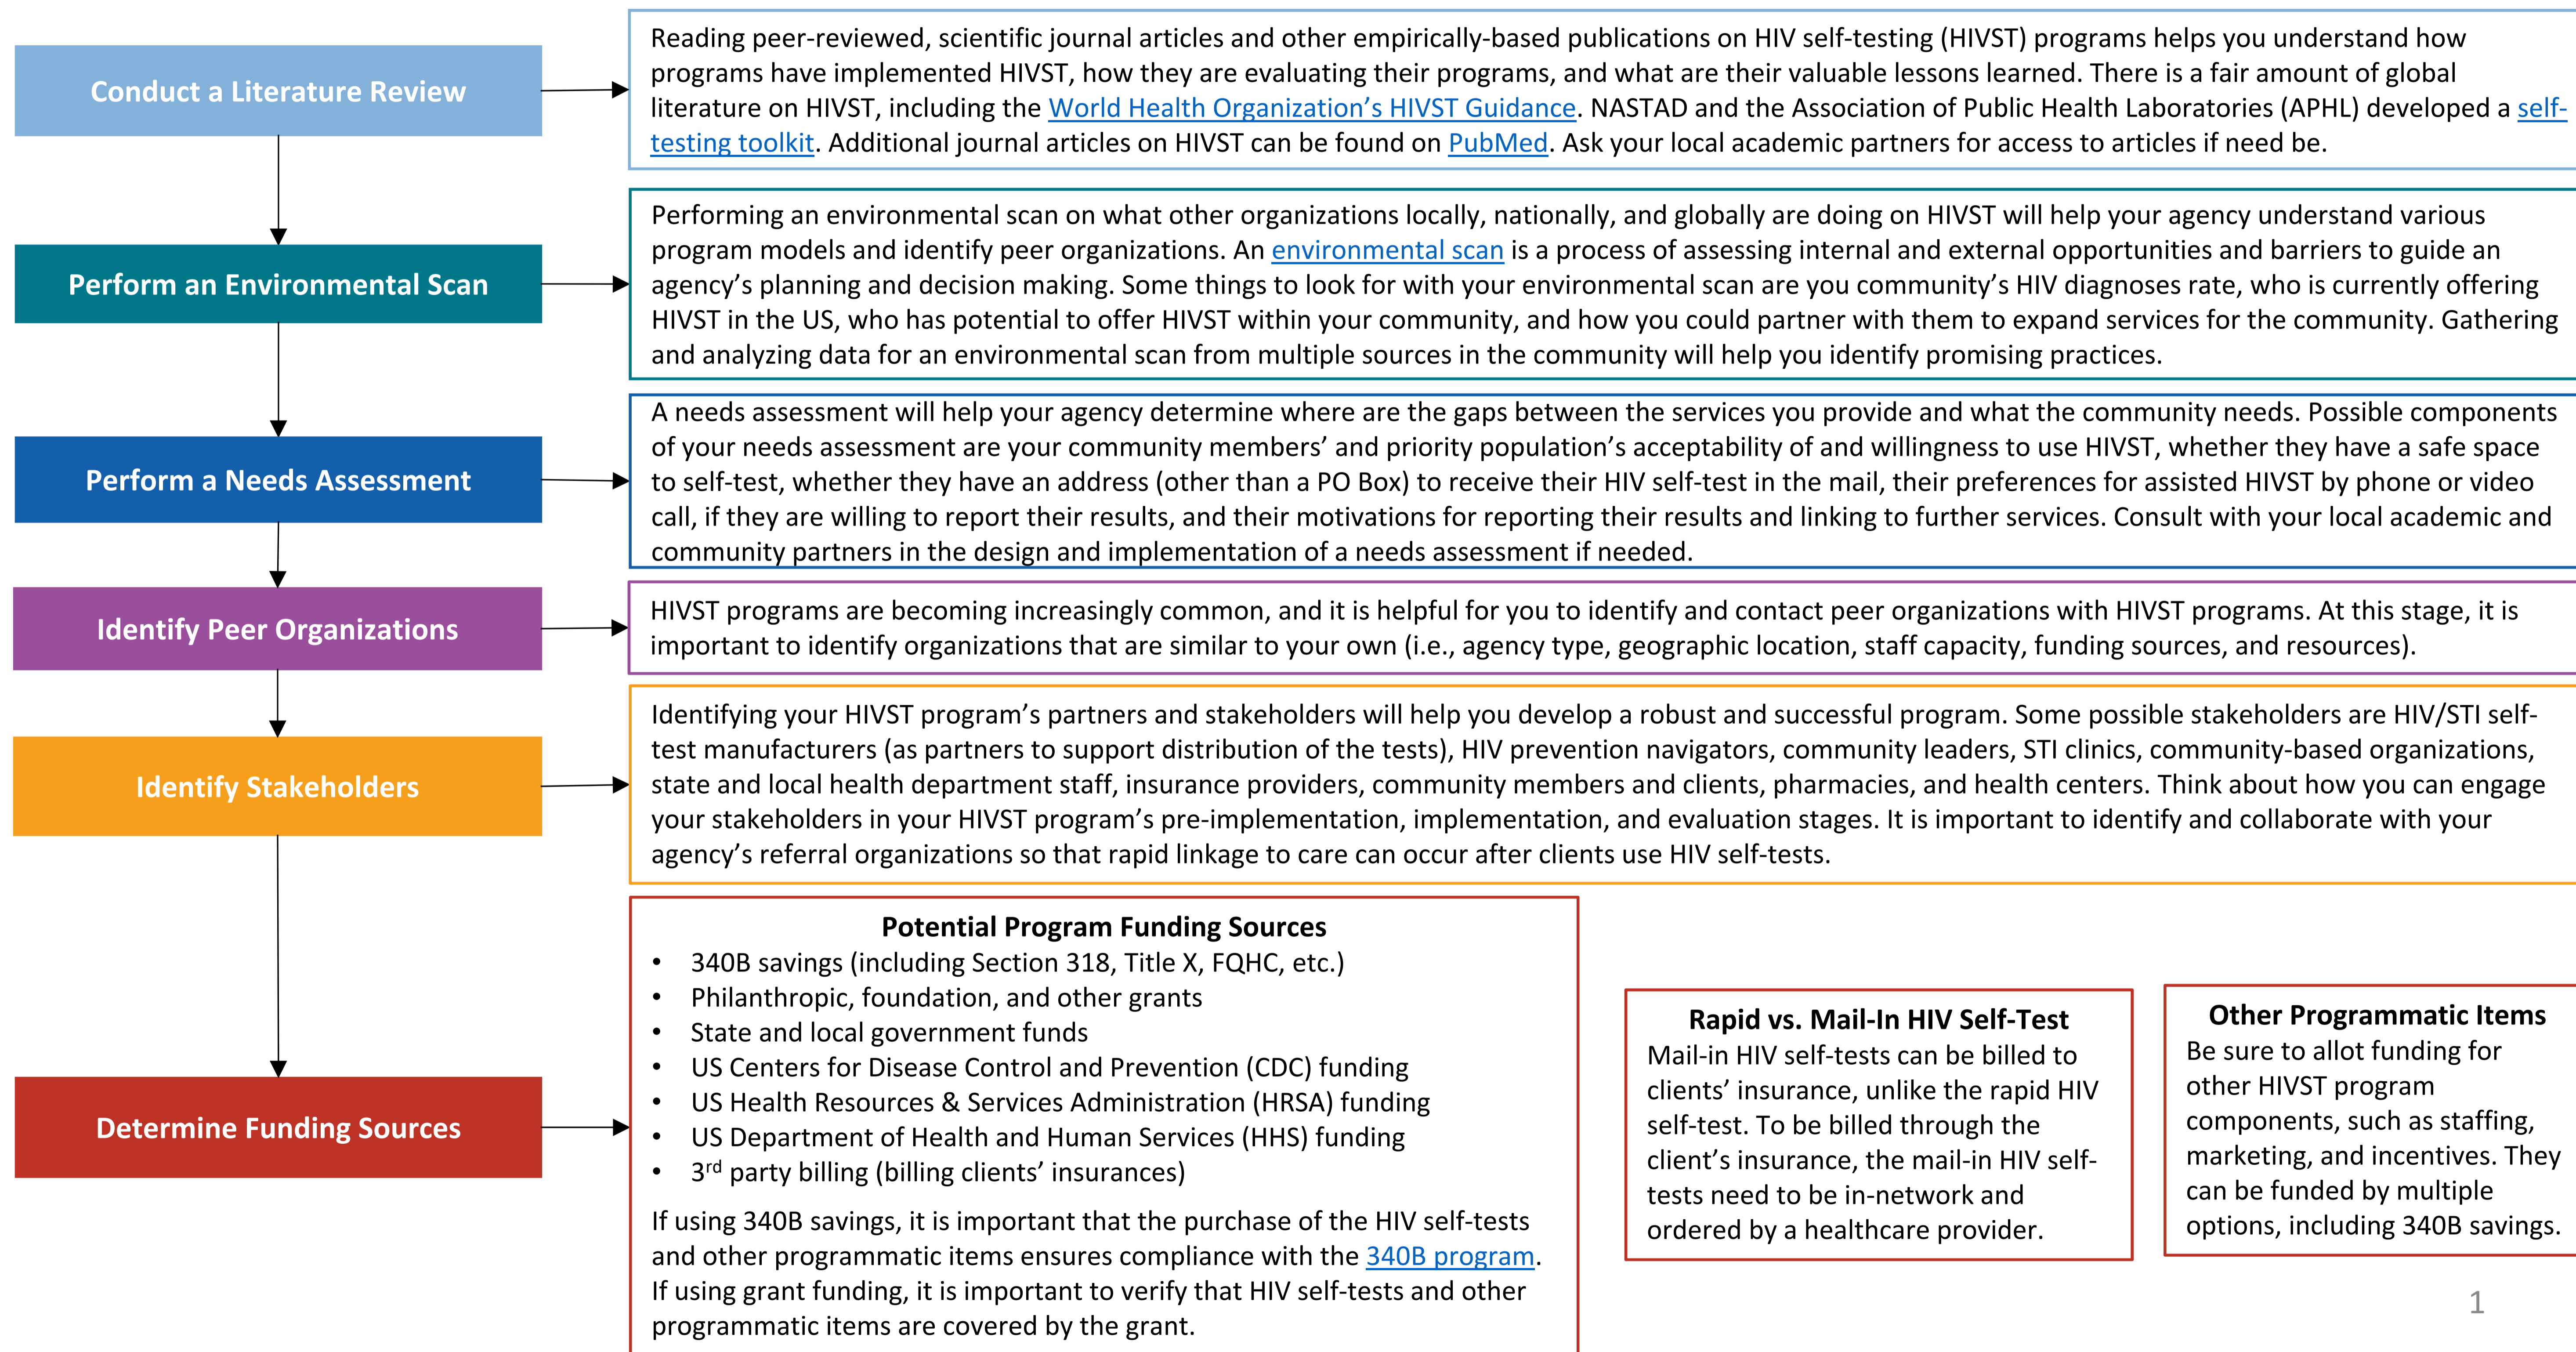 Conduct a Literature Review
Reading peer-reviewed, scientific journal articles and other empirically-based publications on HIV self-testing (HIVST) programs helps you understand how
programs have implemented HIVST, how they are evaluating their programs, and what are their valuable lessons learned. There is a fair amount of global
literature on HIVST, including the World Health Organization’s HIVST Guidance. NASTAD and the Association of Public Health Laboratories (APHL) developed a self-
testing toolkit. Additional journal articles on HIVST can be found on PubMed. Ask your local academic partners for access to articles if need be.
Perform an Environmental Scan
Performing an environmental scan on what other organizations locally, nationally, and globally are doing on HIVST will help your agency understand various
program models and identify peer organizations. An environmental scan is a process of assessing internal and external opportunities and barriers to guide an
agency’s planning and decision making. Some things to look for with your environmental scan are you community’s HIV diagnoses rate, who is currently offering
HIVST in the US, who has potential to offer HIVST within your community, and how you could partner with them to expand services for the community. Gathering
and analyzing data for an environmental scan from multiple sources in the community will help you identify promising practices.
Perform a Needs Assessment
A needs assessment will help your agency determine where are the gaps between the services you provide and what the community needs. Possible components
of your needs assessment are your community members’ and priority population’s acceptability of and willingness to use HIVST, whether they have a safe space
to self-test, whether they have an address (other than a PO Box) to receive their HIV self-test in the mail, their preferences for assisted HIVST by phone or video
call, if they are willing to report their results, and their motivations for reporting their results and linking to further services. Consult with your local academic and
community partners in the design and implementation of a needs assessment if needed.
Identify Peer Organizations
HIVST programs are becoming increasingly common, and it is helpful for you to identify and contact peer organizations with HIVST programs. At this stage, it is
important to identify organizations that are similar to your own (i.e., agency type, geographic location, staff capacity, funding sources, and resources).
Identify Stakeholders
Identifying your HIVST program’s partners and stakeholders will help you develop a robust and successful program. Some possible stakeholders are HIV/STI self-
test manufacturers (as partners to support distribution of the tests), HIV prevention navigators, community leaders, STI clinics, community-based organizations,
state and local health department staff, insurance providers, community members and clients, pharmacies, and health centers. Think about how you can engage
your stakeholders in your HIVST program’s pre-implementation, implementation, and evaluation stages. It is important to identify and collaborate with your
agency’s referral organizations so that rapid linkage to care can occur after clients use HIV self-tests.
Determine Funding Sources
Potential Program Funding Sources
• 340B savings (including Section 318, Title X, FQHC, etc.)
• Philanthropic, foundation, and other grants
• State and local government funds
• US Centers for Disease Control and Prevention (CDC) funding
• US Health Resources & Services Administration (HRSA) funding
• US Department of Health and Human Services (HHS) funding
• 3rd party billing (billing clients’ insurances)
If using 340B savings, it is important that the purchase of the HIV self-tests
and other programmatic items ensures compliance with the 340B program.
If using grant funding, it is important to verify that HIV self-tests and other
programmatic items are covered by the grant.
Rapid vs. Mail-In HIV Self-Test
Mail-in HIV self-tests can be billed to
clients’ insurance, unlike the rapid HIV
self-test. To be billed through the
client’s insurance, the mail-in HIV self-
tests need to be in-network and
ordered by a healthcare provider.
Other Programmatic Items
Be sure to allot funding for
other HIVST program
components, such as staffing,
marketing, and incentives. They
can be funded by multiple
options, including 340B savings.
1